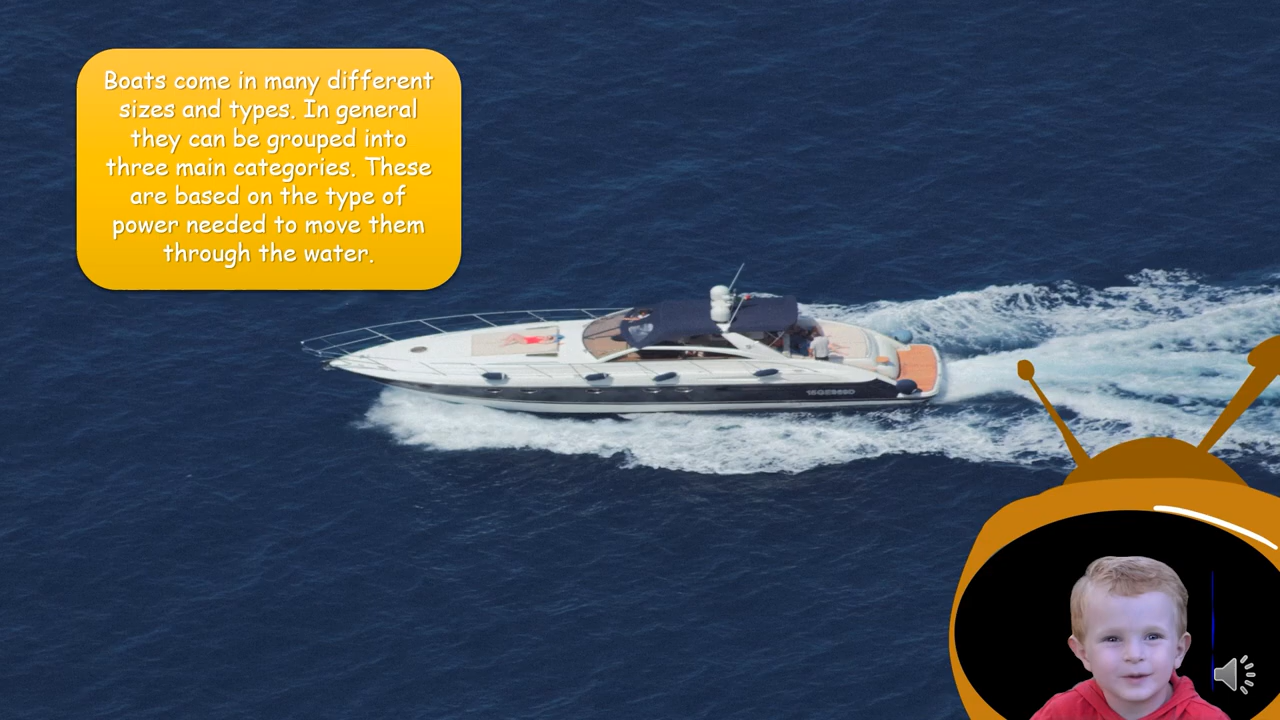 Boats come in many different
sizes and types. In general
they can be grouped into
three main categories. These
are based on the type of
power needed to move them
through the water.